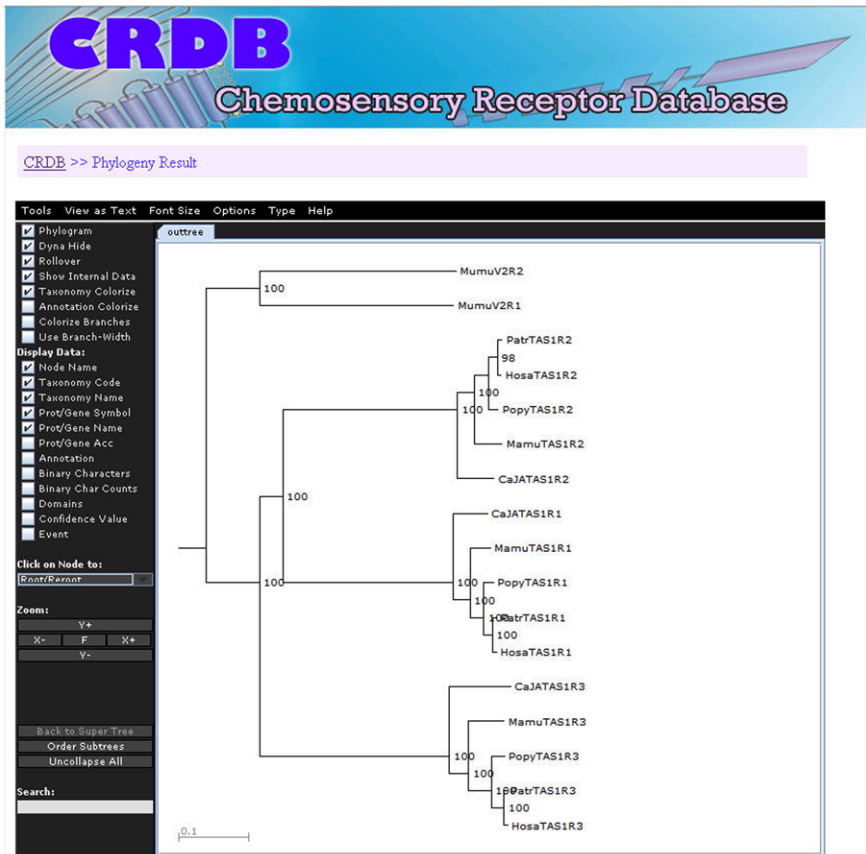 CRDB
Chemosensory Receptor Database
CRDB >> Phylogeny Result
Tools View as Text Font Size Options Type Help
Phylogram
Dyna Hide
Rollover
Show Internal Data
Taxonomy Colorize
Annotation Colorize
Colorize Branches
Use Branch-Width
Display Data:
Node Name
Taxonomy Code
Taxonomy Name
Prot/Gene Symbol
Prot/Gene Name
Prot/Gene Acc
Annotation
Binary Characters
Binary Char Counts
Domains
Confidence Value
Event
Click on Node to:
Root/Reroot
Zoom:
Y+
X- F X+
Y-
Back to Super Tree
Order Subtrees
Uncollapse All
Search:
outtree
MumuV2R2
100
MumuV2R1
PatrTAS1R2
98
HosaTAS1R2
100
100 PopyTAS1R2
MamuTAS1R2
CaJATAS1R2
100
CaJATAS1R1
MamuTAS1R1
100
100 PopyTAS1R1
100
100 PatrTAS1R1
100
HosaTAS1R1
CaJATAS1R3
MamuTAS1R3
100 PopyTAS1R3
100
100 PatrTAS1R3
100
HosaTAS1R3
0.1